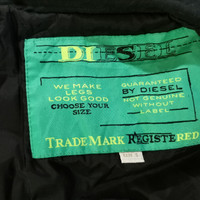 DIESEL
WE MAKE
LEGS
LOOK GOOD
CHOOSE YOUR
SIZE
GUARANTEED
BY DIESEL
NOT GENUINE
WITHOUT
LABEL
TRADE MARK REGISTERED